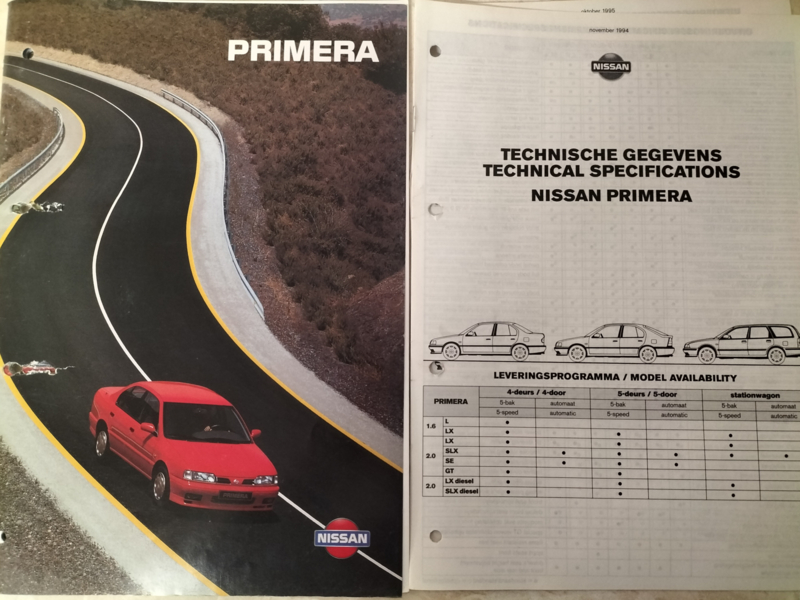 PRIMERA
NISSAN
oktober 1995
november 1994
NISSAN
TECHNISCHE GEGEVENS
TECHNICAL SPECIFICATIONS
NISSAN PRIMERA
LEVERINGSPROGRAMMA / MODEL AVAILABILITY
PRIMERA 4-deurs / 4-door 5-deurs / 5-door stationwagon
5-bak automaat 5-bak automaat 5-bak automaat
5-speed automatic 5-speed automatic 5-speed automatic
1.6 L •
LX • • •
LX • • •
2.0 SLX • • • • • •
SE • • • •
GT • •
2.0 LX diesel • • •
SLX diesel • • •